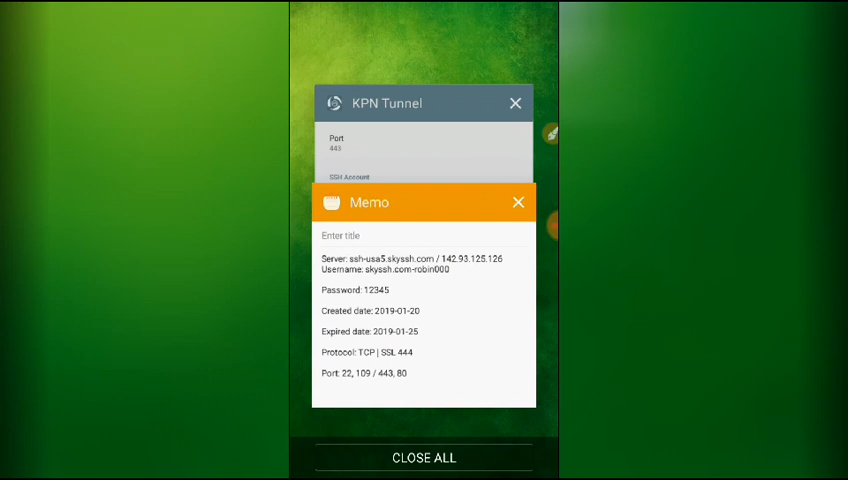 KPN Tunnel
Port
443
SSH Account
Memo
Enter title
Server: ssh-usa5.skyssh.com / 142.93.125.126
Username: skyssh.com-robin000
Password: 12345
Created date: 2019-01-20
Expired date: 2019-01-25
Protocol: TCP | SSL 444
Port: 22, 109 / 443, 80
CLOSE ALL